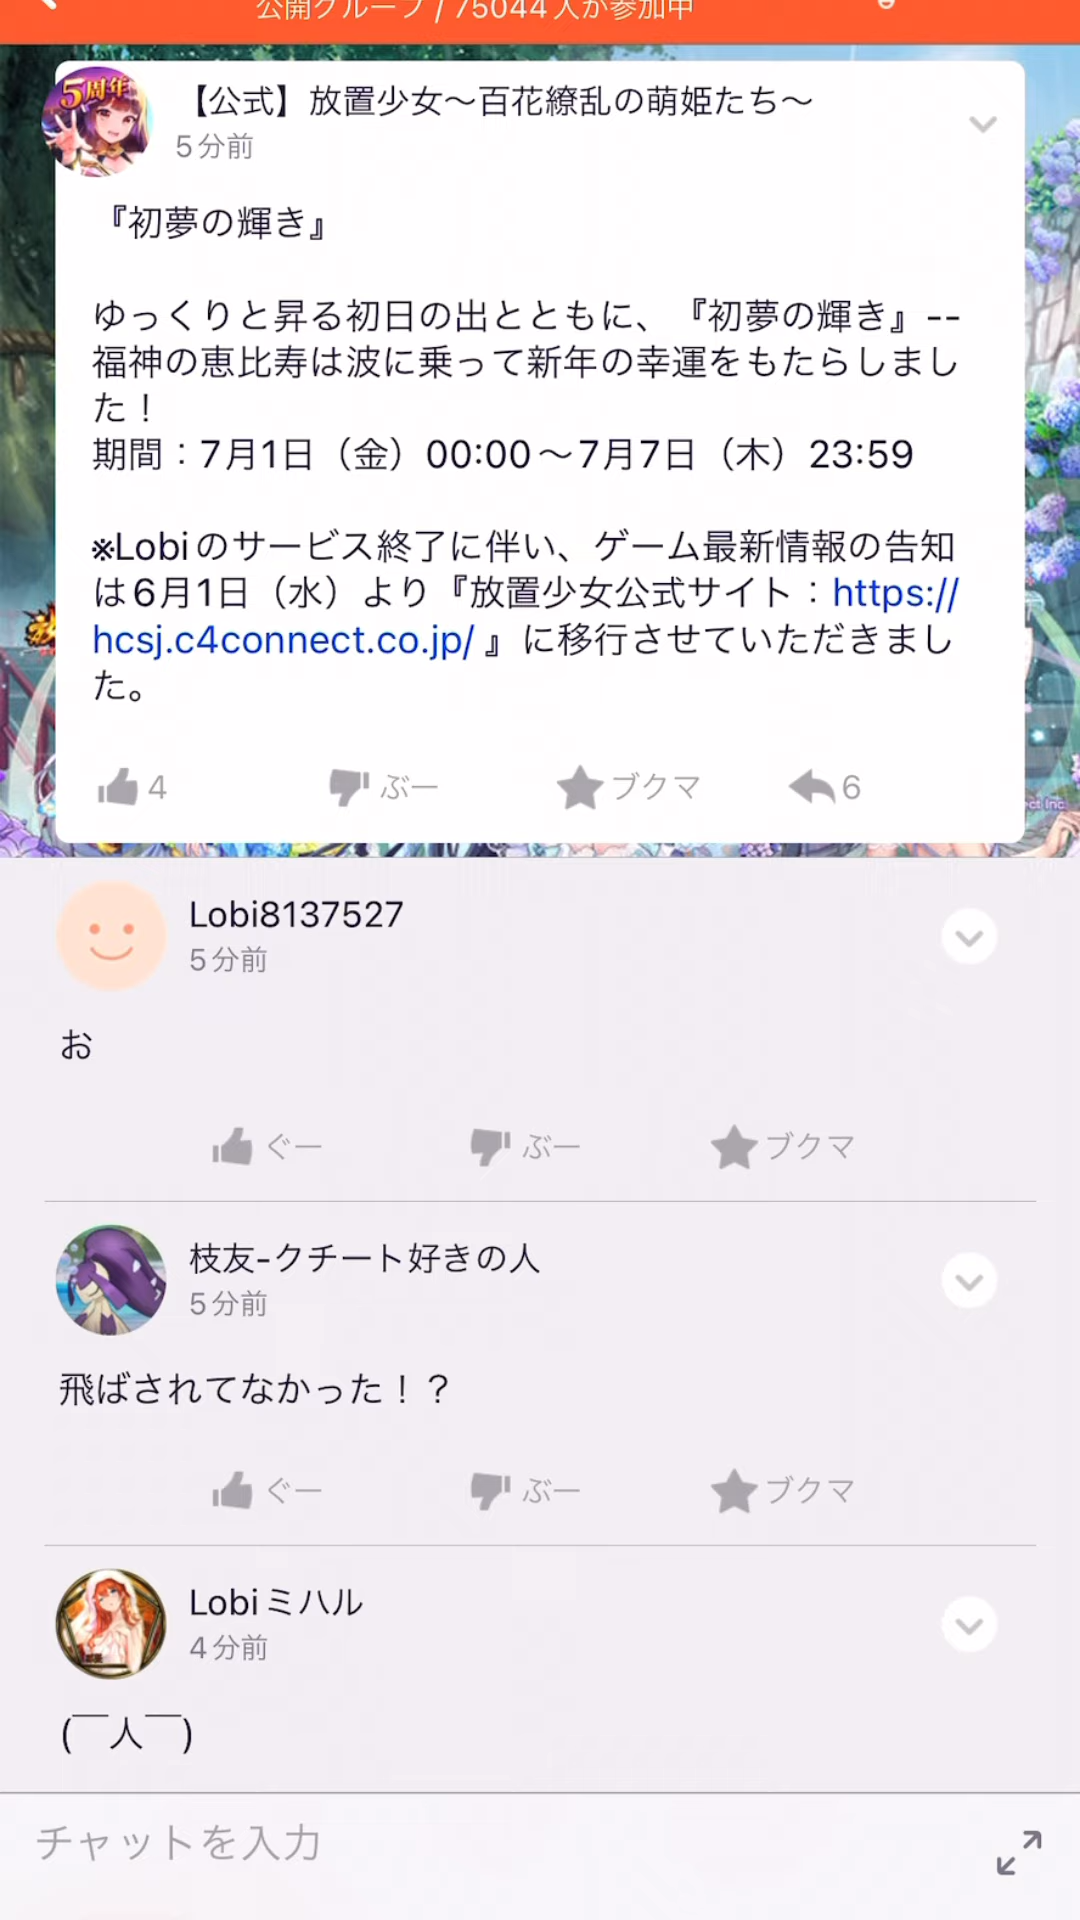 公開グループ / 75044人が参加中
5周年
【公式】放置少女〜百花繚乱の萌姫たち〜
5分前
『初夢の輝き』
ゆっくりと昇る初日の出とともに、『初夢の輝き』--
福神の恵比寿は波に乗って新年の幸運をもたらしまし
た！
期間：7月1日（金）00:00〜7月7日（木）23:59
※Lobiのサービス終了に伴い、ゲーム最新情報の告知
は6月1日（水）より『放置少女公式サイト：https://
hcsj.c4connect.co.jp/ 』に移行させていただきまし
た。
4 ぶー ブクマ 6
Lobi8137527
5分前
お
ぐー ぶー ブクマ
枝友-クチート好きの人
5分前
飛ばされてなかった！？
ぐー ぶー ブクマ
Lobiミハル
4分前
(￣人￣)
チャットを入力